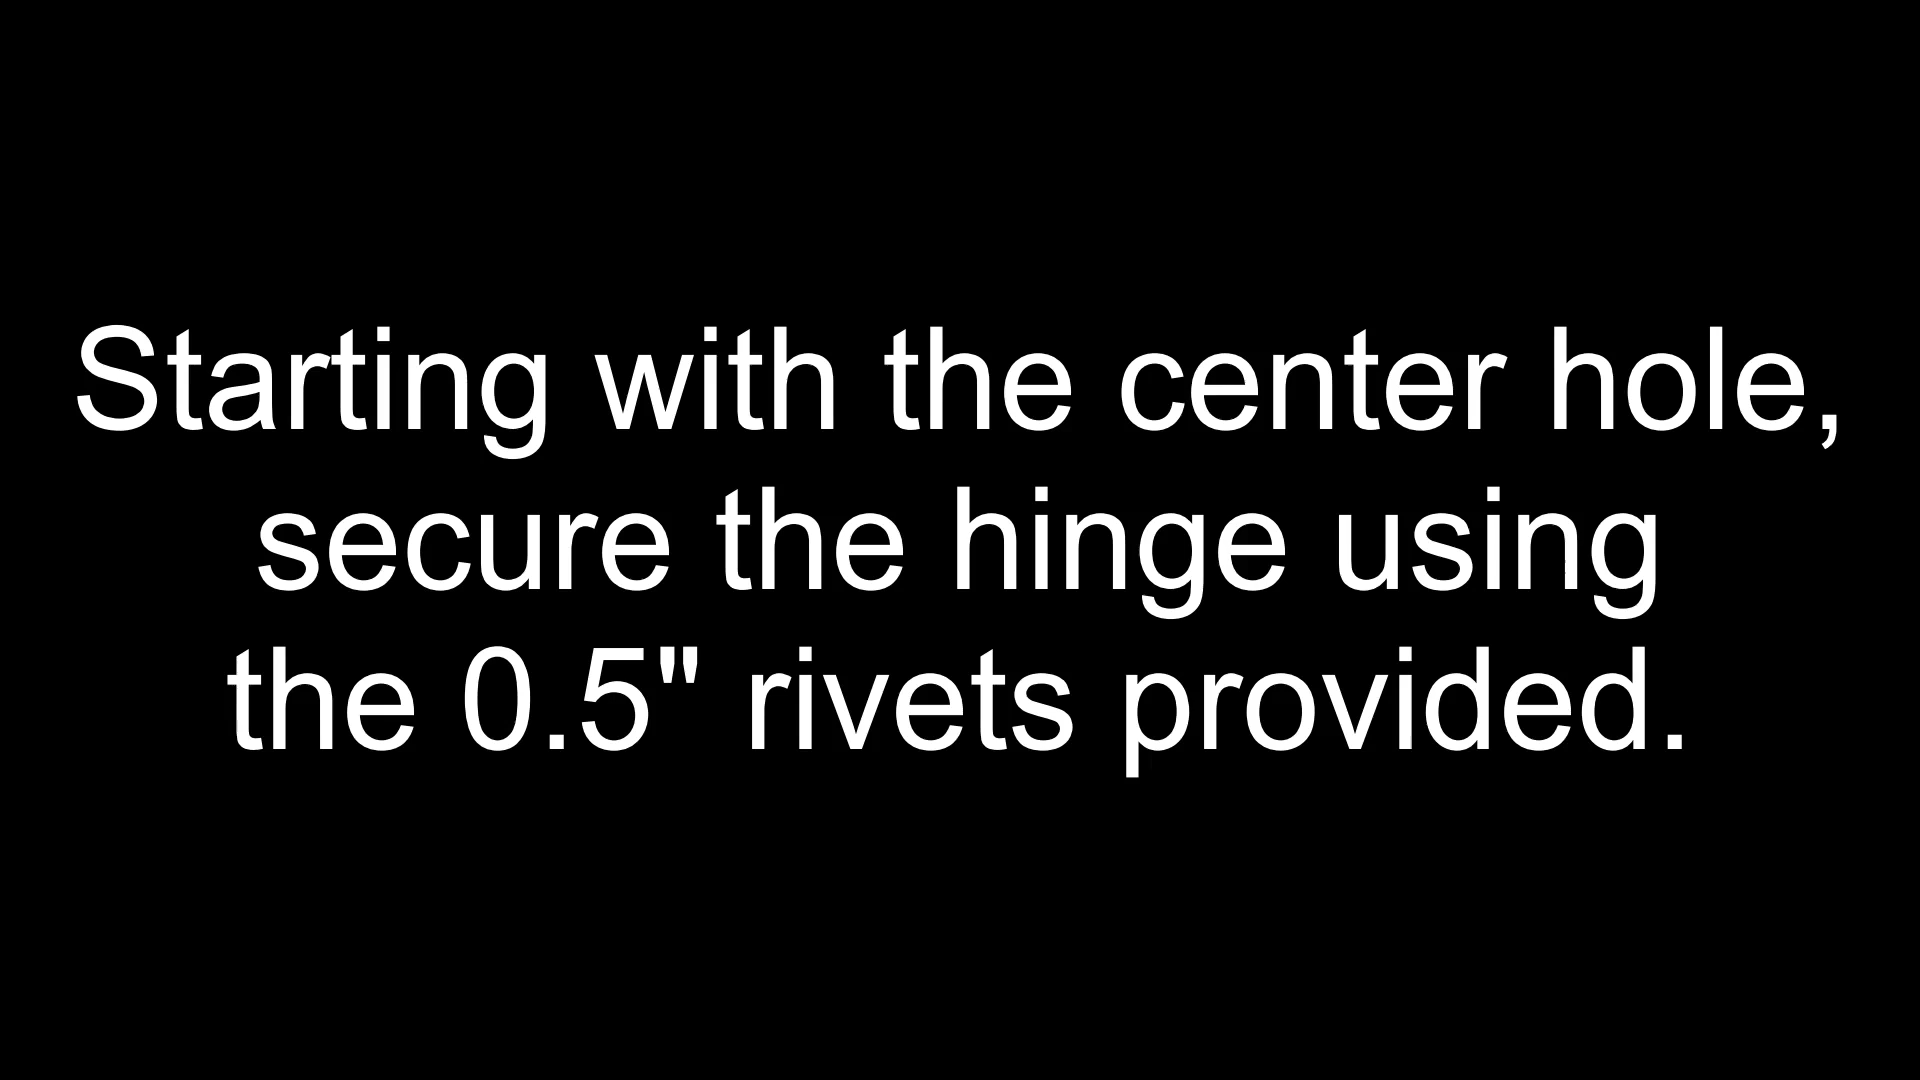 Starting with the center hole,
secure the hinge using
the 0.5" rivets provided.